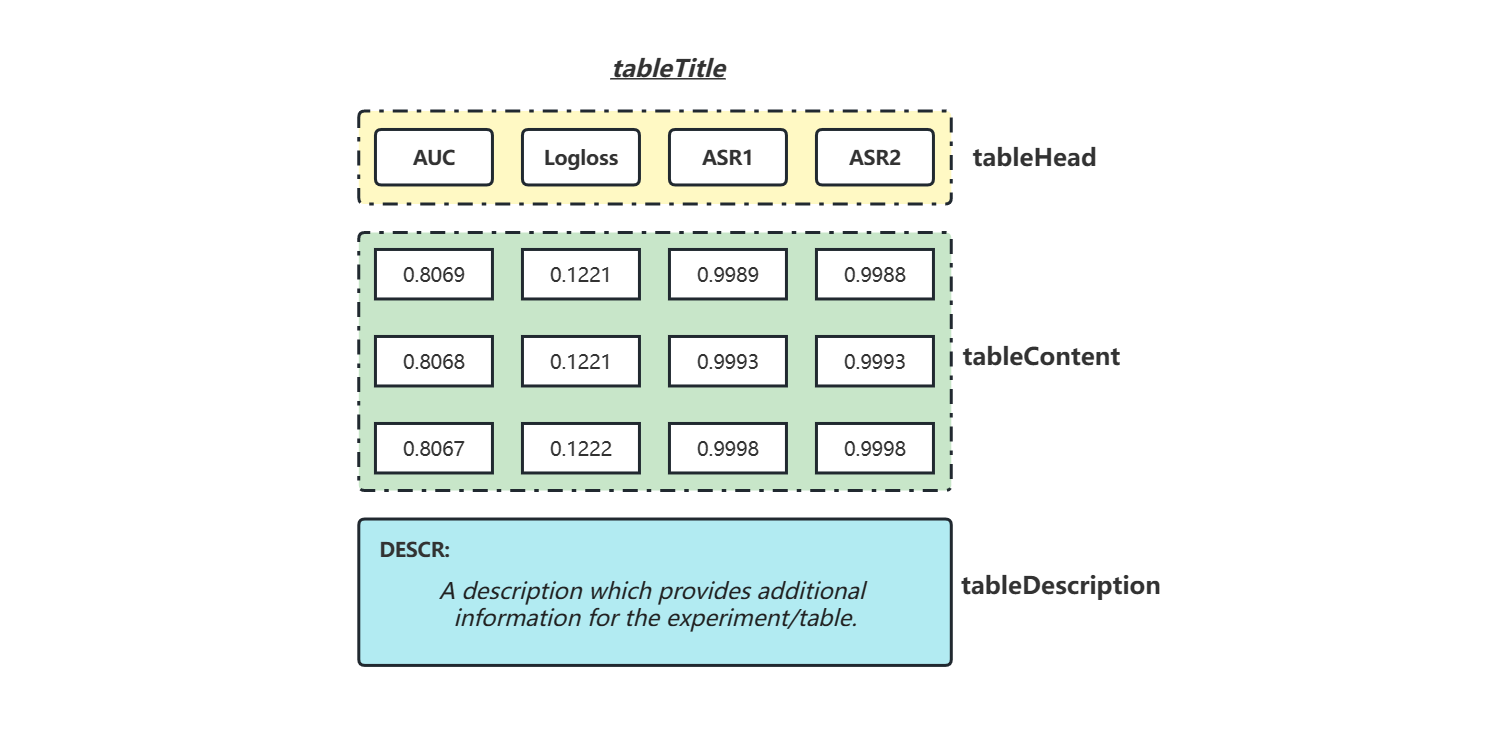 tableTitle
AUC Logloss ASR1 ASR2 tableHead
0.8069 0.1221 0.9989 0.9988
0.8068 0.1221 0.9993 0.9993 tableContent
0.8067 0.1222 0.9998 0.9998
DESCR:
A description which provides additional
information for the experiment/table.
tableDescription